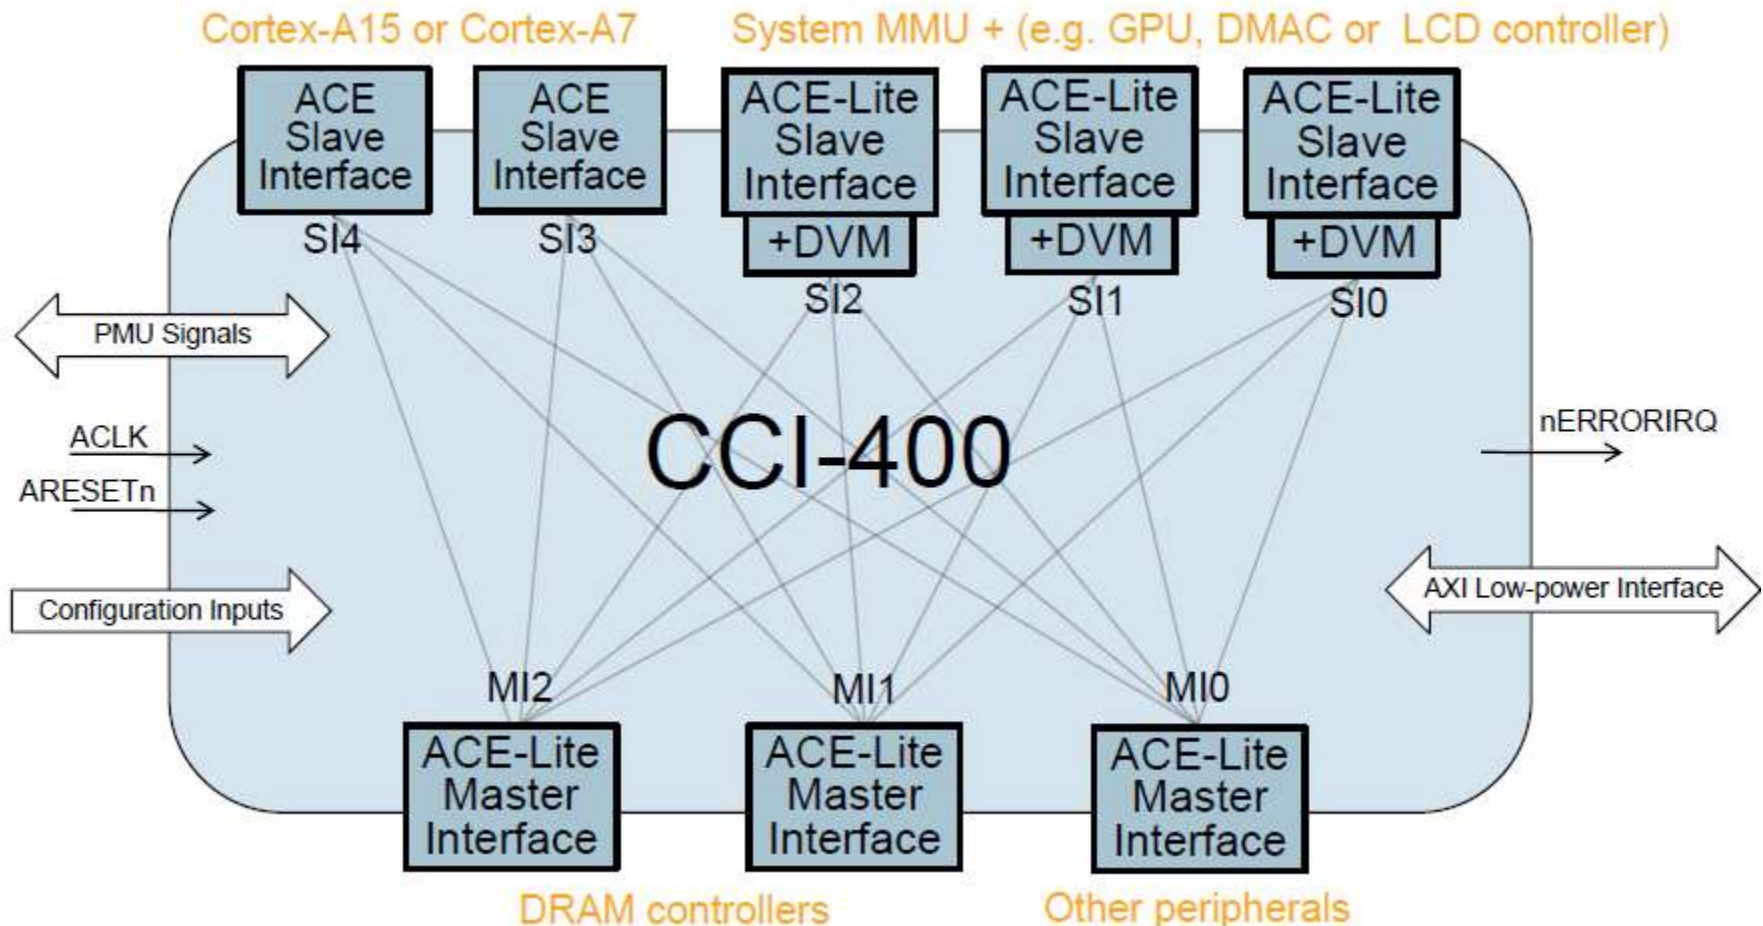 Cortex-A15 or Cortex-A7
System MMU + (e.g. GPU, DMAC or LCD controller)
ACE
Slave
Interface
SI4
ACE
Slave
Interface
SI3
ACE-Lite
Slave
Interface
+DVM
SI2
ACE-Lite
Slave
Interface
+DVM
SI1
ACE-Lite
Slave
Interface
+DVM
SI0
PMU Signals
ACLK
ARESETn
Configuration Inputs
CCI-400
nERRORIRQ
AXI Low-power Interface
MI2
ACE-Lite
Master
Interface
MI1
ACE-Lite
Master
Interface
MI0
ACE-Lite
Master
Interface
DRAM controllers
Other peripherals